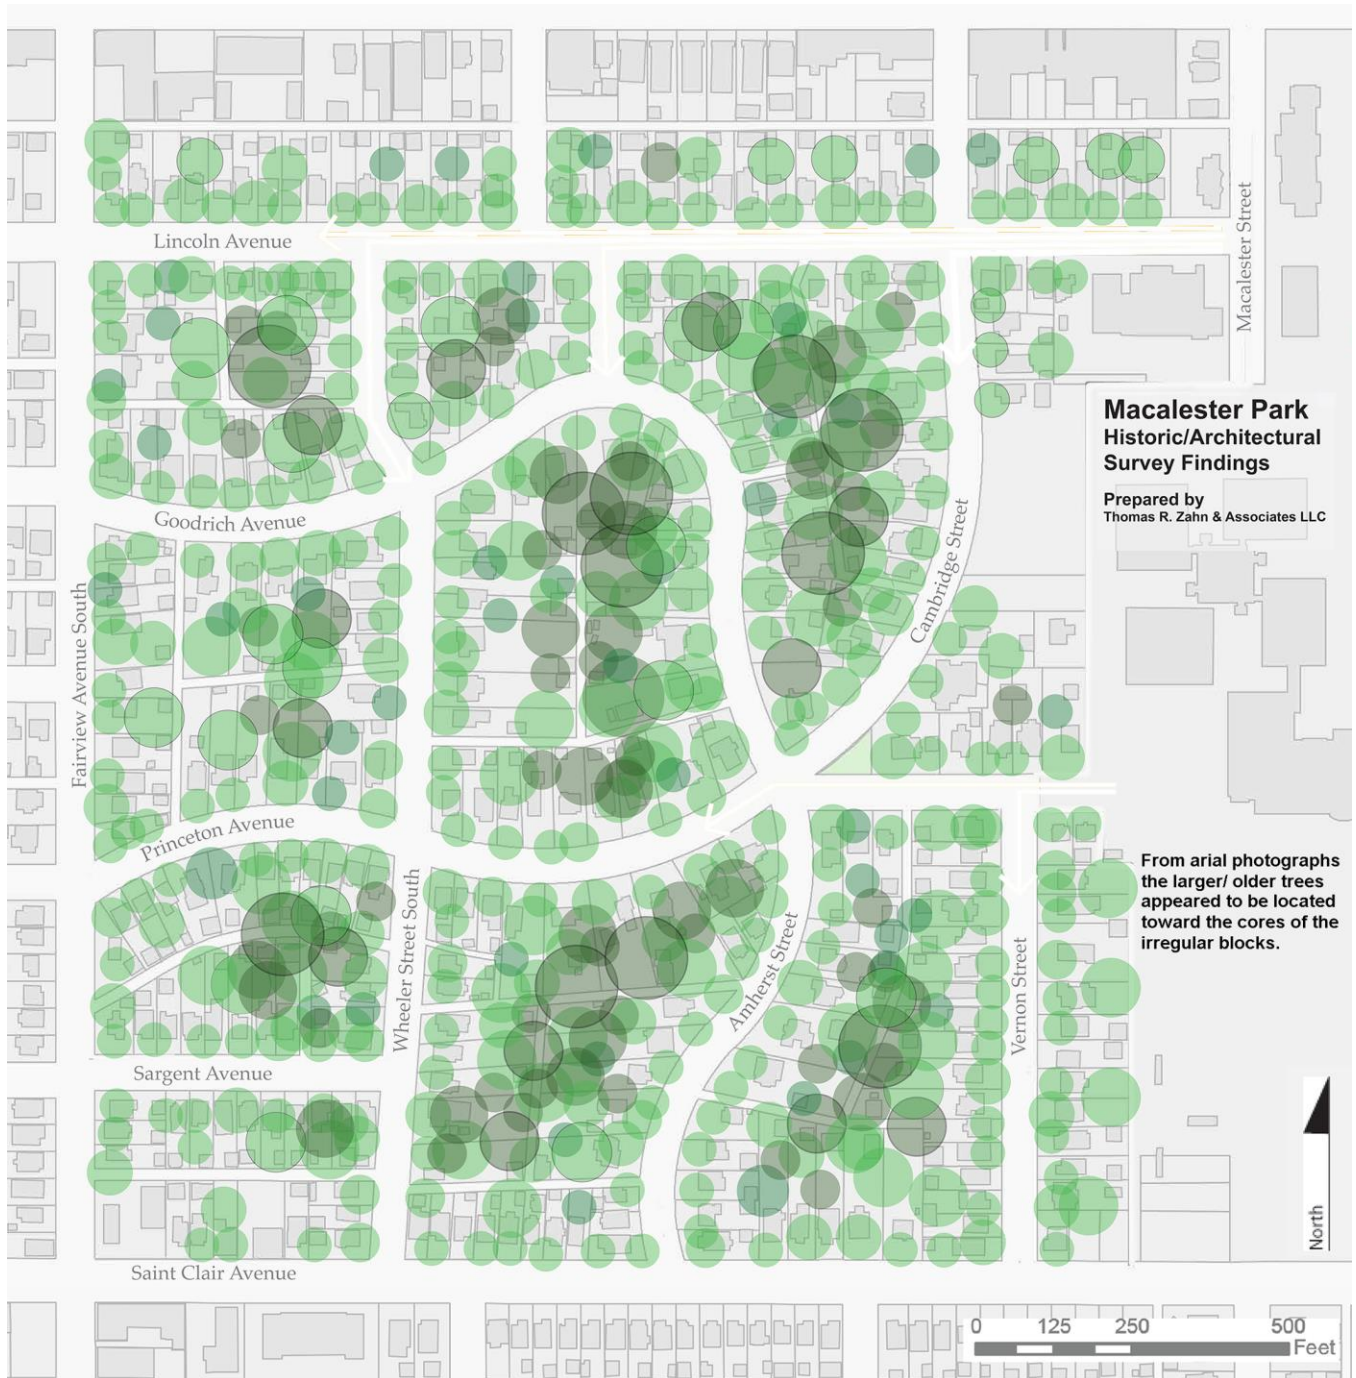 Lincoln Avenue
Macalester Street
Macalester Park
Historic/Architectural
Survey Findings
Prepared by
Thomas R. Zahn & Associates LLC
Goodrich Avenue
Cambridge Street
Fairview Avenue South
Princeton Avenue
From arial photographs
the larger/ older trees
appeared to be located
toward the cores of the
irregular blocks.
Wheeler Street South
Amherst Street
Vernon Street
Sargent Avenue
North
Saint Clair Avenue
0 125 250 500
Feet